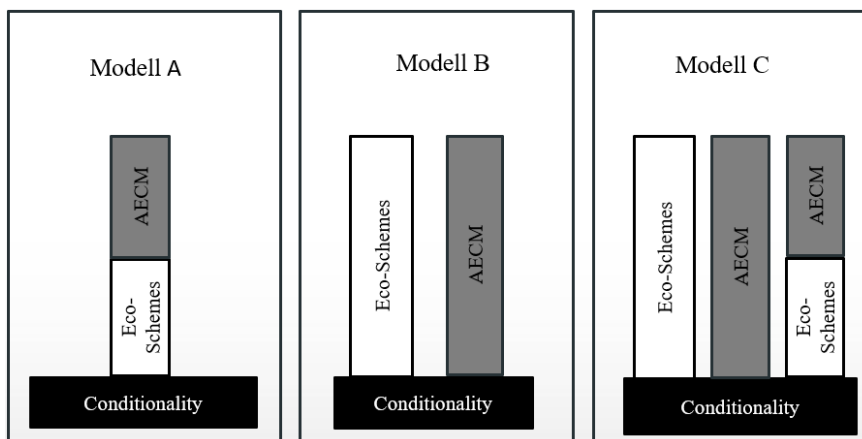 Modell A
AECM
Eco-
Schemes
Conditionality
Modell B
Eco-Schemes
AECM
Conditionality
Modell C
Eco-Schemes
AECM
AECM
Eco-
Schemes
Conditionality